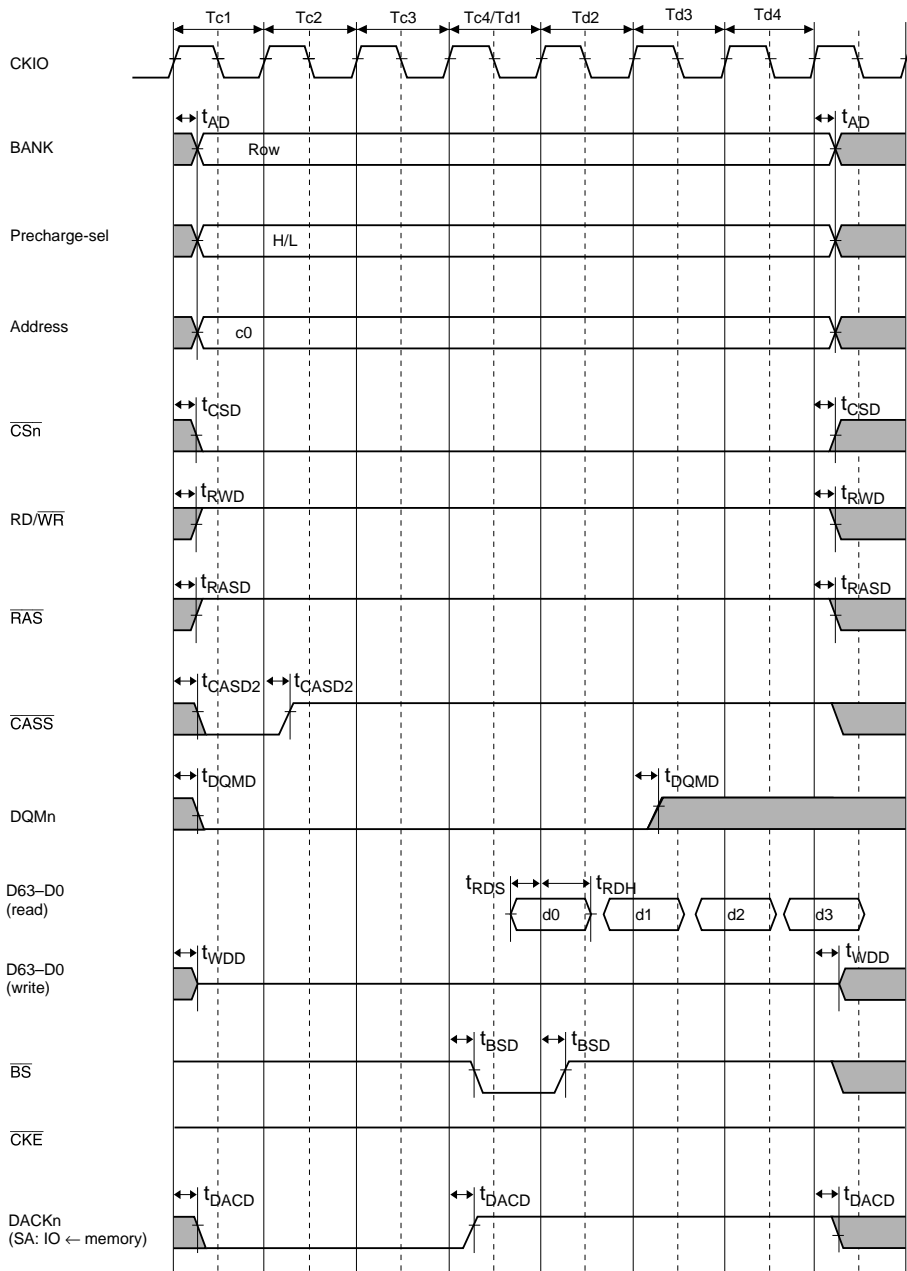 Tc1 Tc2 Tc3 Tc4/Td1 Td2 Td3 Td4
CKIO
tAD tAD
BANK Row
Precharge-sel H/L
Address c0
tCSD tCSD
CSn
tRWD tRWD
RD/WR
tRASD tRASD
RAS
tCASD2 tCASD2
CASS
tDQMD tDQMD
DQMn
D63–D0
(read)
tRDS tRDH
d0 d1 d2 d3
tWDD tWDD
D63–D0
(write)
tBSD tBSD
BS
CKE
tDACD tDACD tDACD
DACKn
(SA: IO ← memory)